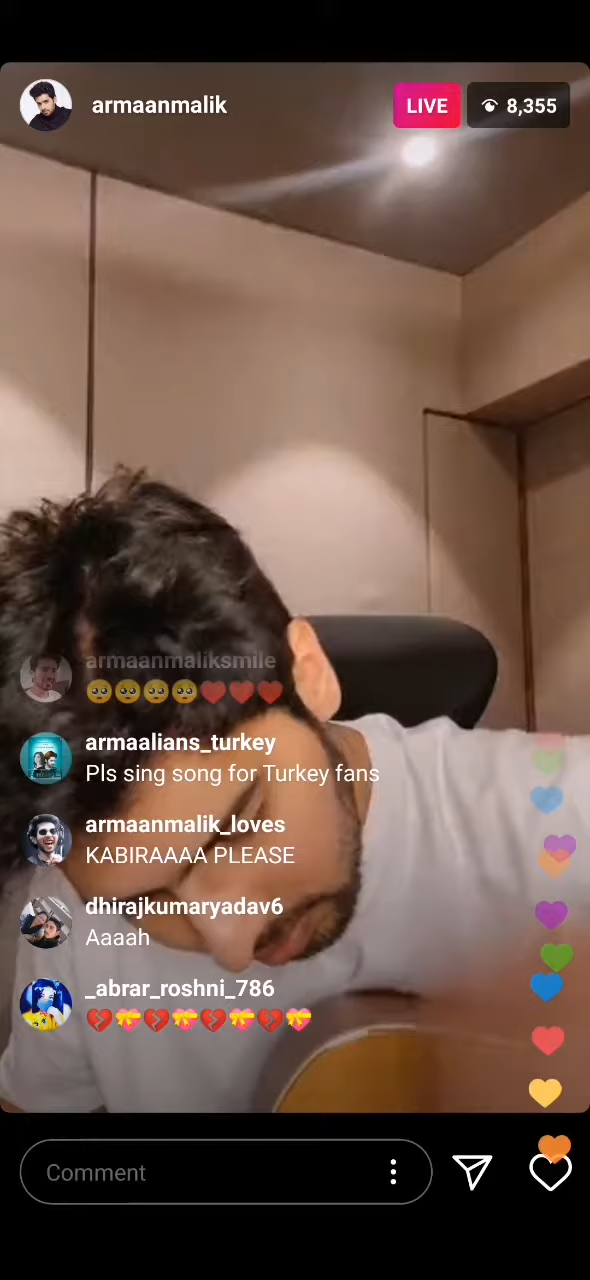 armaanmalik
LIVE
8,355
armaanmaliksmile
🥺🥺🥺🥺❤️❤️❤️
armaalians_turkey
Pls sing song for Turkey fans
armaanmalik_loves
KABIRAAAA PLEASE
dhirajkumaryadav6
Aaaah
_abrar_roshni_786
💔💝💔💝💔💝💔💝
Comment